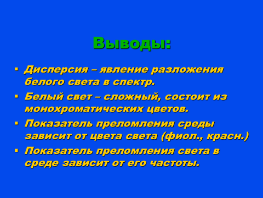 Выводы:
• Дисперсия – явление разложения
белого света в спектр.
• Белый свет – сложный, состоит из
монохроматических цветов.
• Показатель преломления среды
зависит от цвета света (фиол., красн.)
• Показатель преломления света в
среде зависит от его частоты.